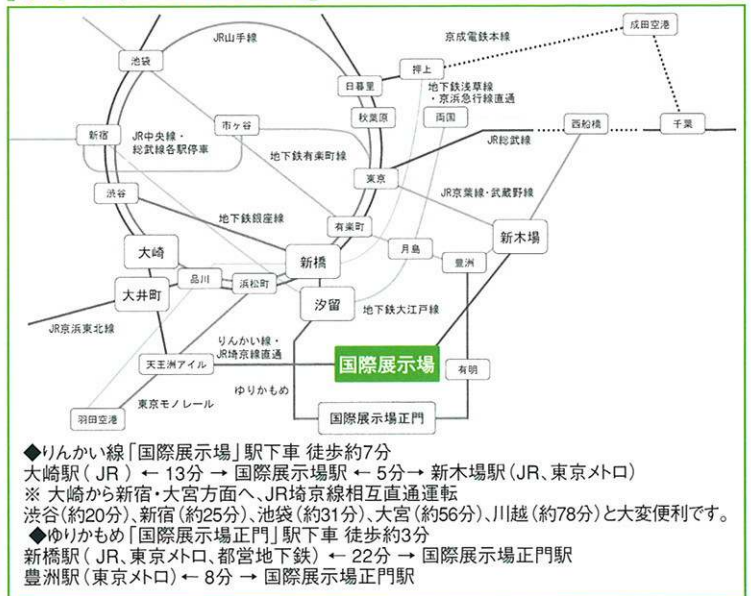 成田空港
京成電鉄本線
JR山手線
池袋
押上
日暮里
地下鉄浅草線
・京浜急行線直通
秋葉原
両国
市ヶ谷
西船橋
千葉
新宿
JR中央線・
総武線各駅停車
JR総武線
地下鉄有楽町線
東京
渋谷
JR京葉線・武蔵野線
地下鉄銀座線
有楽町
新木場
大崎
月島
新橋
豊洲
品川
浜松町
大井町
汐留
地下鉄大江戸線
JR京浜東北線
りんかい線・
JR埼京線直通
天王洲アイル
国際展示場
有明
ゆりかもめ
東京モノレール
羽田空港
国際展示場正門
◆りんかい線「国際展示場」駅下車 徒歩約7分
大崎駅( JR ) ← 13分 → 国際展示場駅 ← 5分→ 新木場駅(JR、東京メトロ)
※ 大崎から新宿・大宮方面へ、JR埼京線相互直通運転
渋谷(約20分)、新宿(約25分)、池袋(約31分)、大宮(約56分)、川越(約78分)と大変便利です。
◆ゆりかもめ「国際展示場正門」駅下車 徒歩約3分
新橋駅( JR、東京メトロ、都営地下鉄) ← 22分 → 国際展示場正門駅
豊洲駅(東京メトロ)← 8分 → 国際展示場正門駅